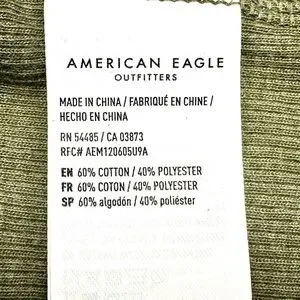 AMERICAN EAGLE
OUTFITTERS
MADE IN CHINA / FABRIQUÉ EN CHINE /
HECHO EN CHINA
RN 54485 / CA 03873
RFC# AEM120605U9A
EN 60% COTTON / 40% POLYESTER
FR 60% COTON / 40% POLYESTER
SP 60% algodón / 40% poliéster